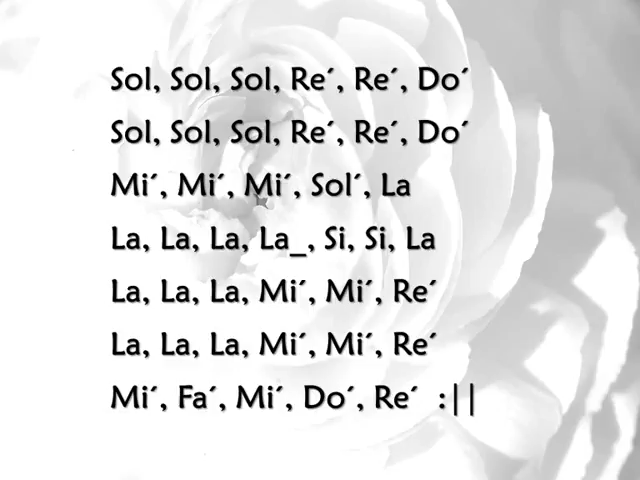 Sol, Sol, Sol, Re´, Re´, Do´
Sol, Sol, Sol, Re´, Re´, Do´
Mi´, Mi´, Mi´, Sol´, La
La, La, La, La_, Si, Si, La
La, La, La, Mi´, Mi´, Re´
La, La, La, Mi´, Mi´, Re´
Mi´, Fa´, Mi´, Do´, Re´ :||